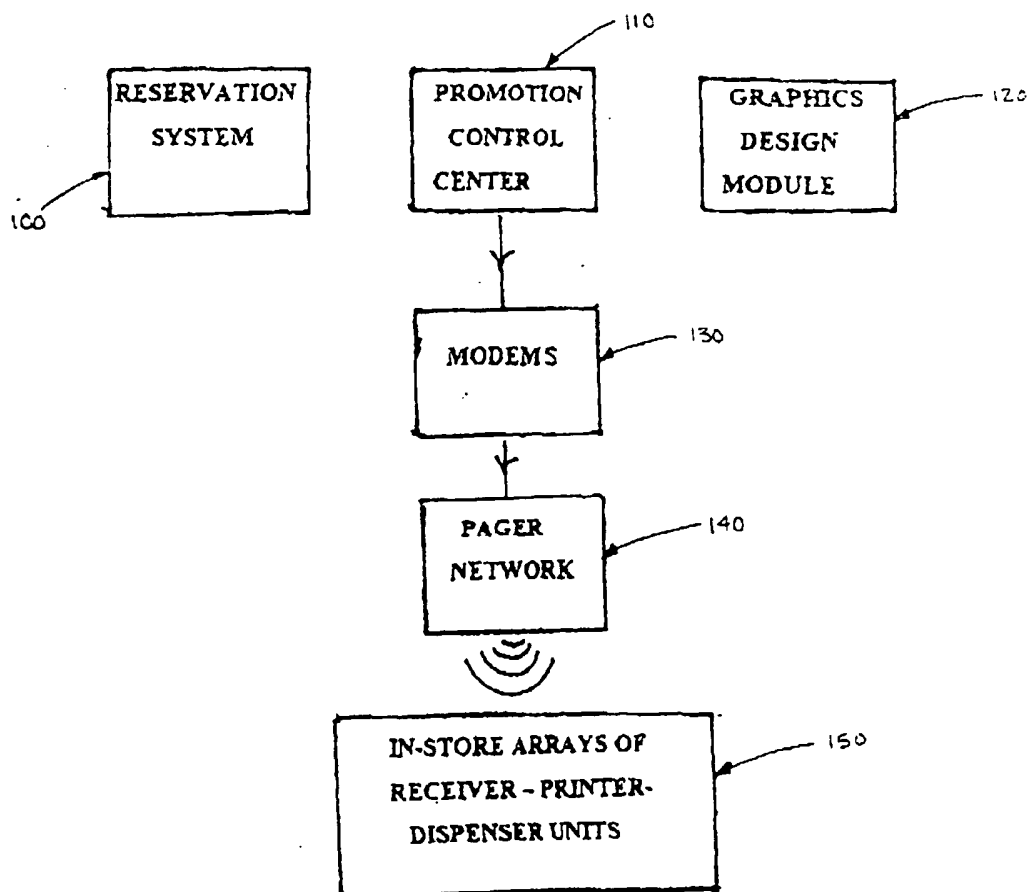 110
RESERVATION
SYSTEM
100
PROMOTION
CONTROL
CENTER
GRAPHICS
DESIGN
MODULE
120
MODEMS
130
PAGER
NETWORK
140
IN-STORE ARRAYS OF
RECEIVER - PRINTER-
DISPENSER UNITS
150